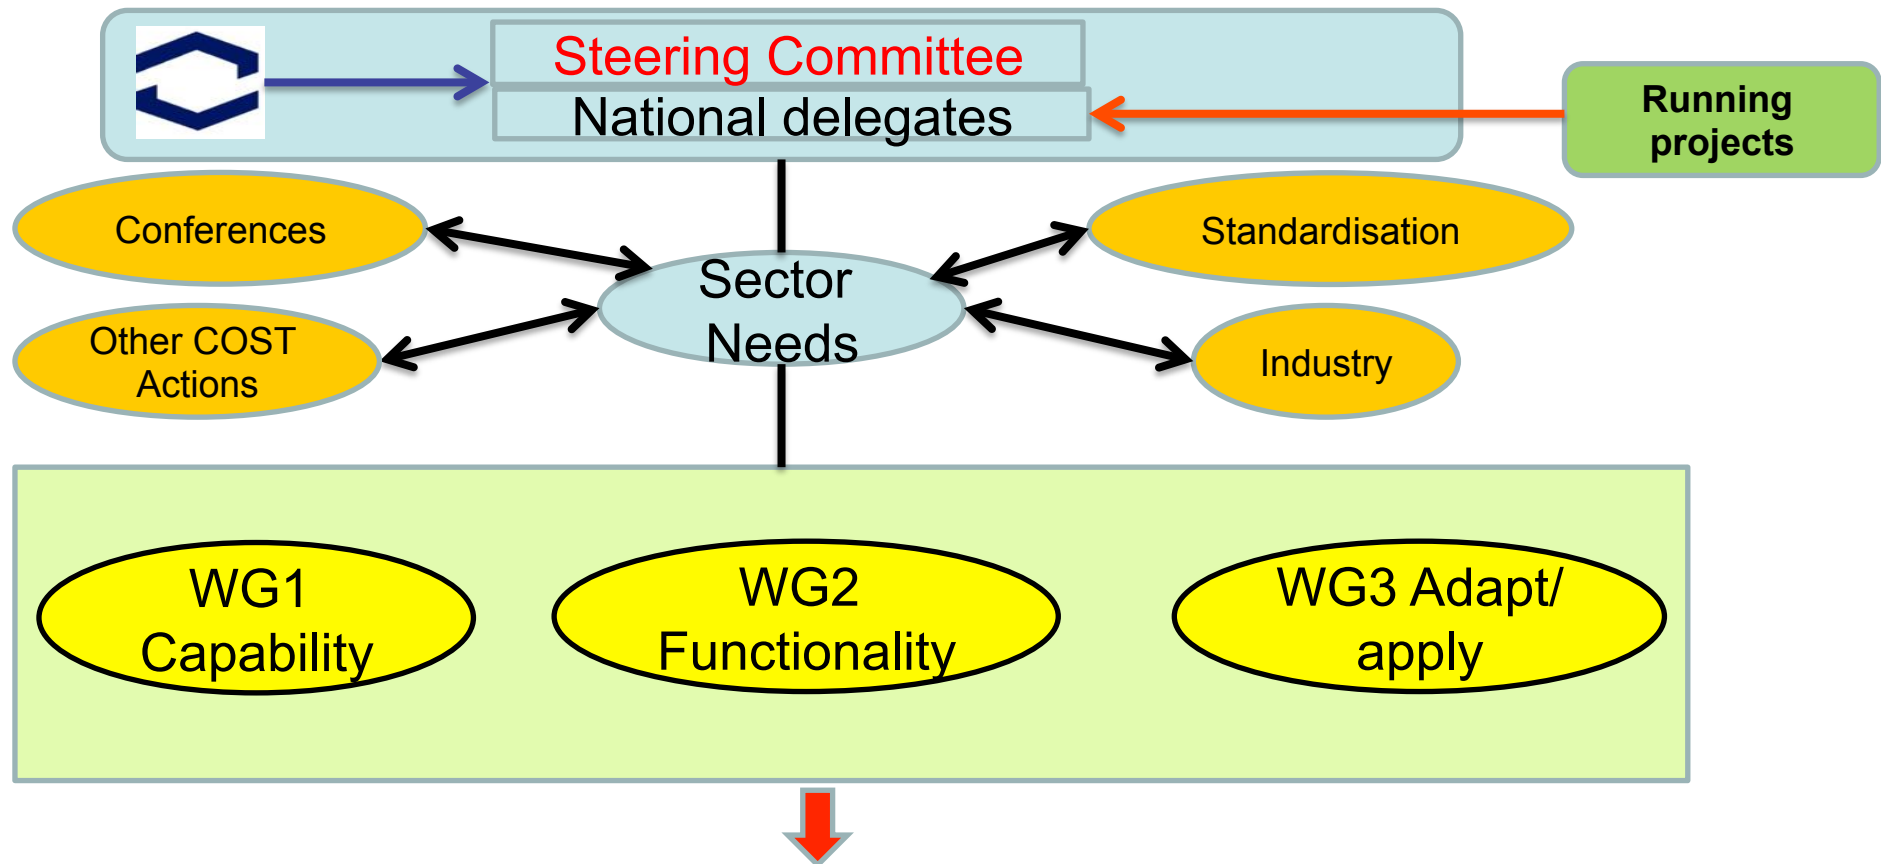 Steering Committee
National delegates
Running
projects
Conferences
Standardisation
Sector
Needs
Other COST
Actions
Industry
WG1
Capability
WG2
Functionality
WG3 Adapt/
apply